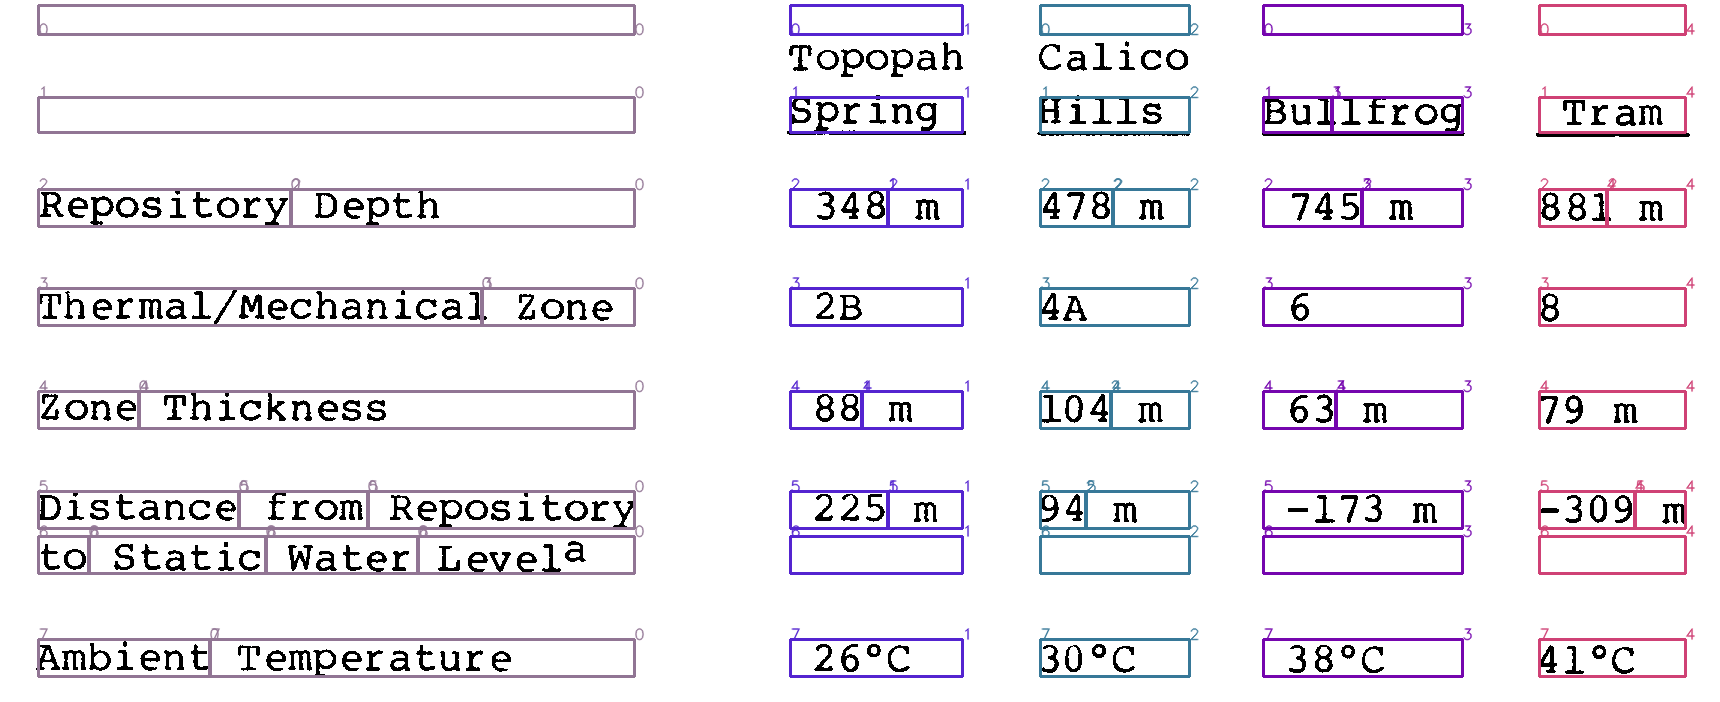 Topopah Calico
Spring Hills Bullfrog Tram
Repository Depth 348 m 478 m 745 m 881 m
Thermal/Mechanical Zone 2B 4A 6 8
Zone Thickness 88 m 104 m 63 m 79 m
Distance from Repository 225 m 94 m -173 m -309 m
to Static Water Levelᵃ
Ambient Temperature 26°C 30°C 38°C 41°C